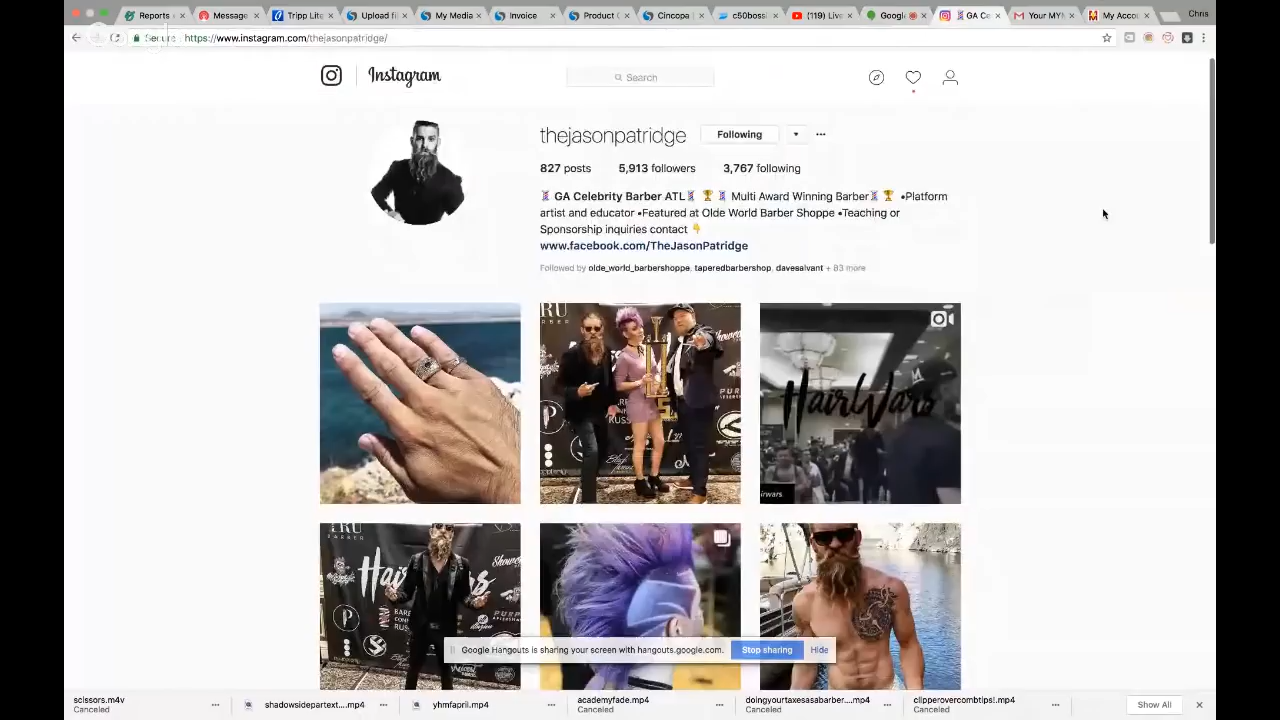 Reports
Message
Tripp Lite
Upload fi
My Media
Invoice
Product
Cincopa
c50boss
(119) Live
Google
GA Ce
Your MY
My Acco
Chris
Secure
https://www.instagram.com/thejasonpatridge/
Instagram
Search
thejasonpatridge
Following
827 posts 5,913 followers 3,767 following
GA Celebrity Barber ATL Multi Award Winning Barber •Platform
artist and educator •Featured at Olde World Barber Shoppe •Teaching or
Sponsorship inquiries contact 👇
www.facebook.com/TheJasonPatridge
Followed by olde_world_barbershoppe, taperedbarbershop, davesalvant + 83 more
HairWars
irwars
Google Hangouts is sharing your screen with hangouts.google.com.
Stop sharing
Hide
scissors.m4v
Canceled
shadowsidepartext....mp4
yhmfapril.mp4
academyfade.mp4
Canceled
doingyourtaxesasabarber....mp4
Canceled
clipperovercombtips!.mp4
Canceled
Show All